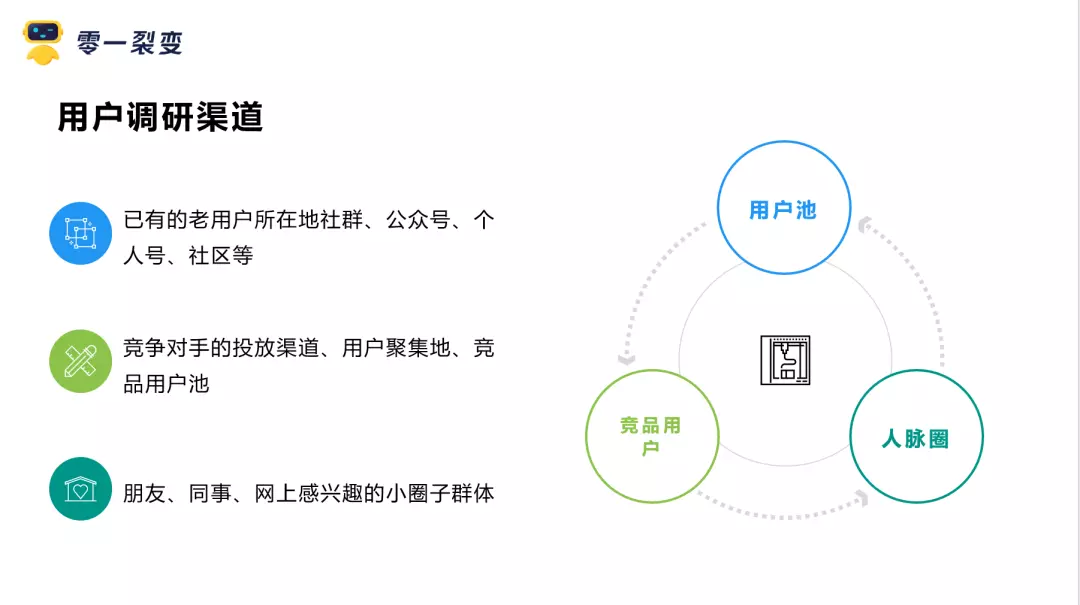 零一裂变
用户调研渠道
已有的老用户所在地社群、公众号、个
人号、社区等
竞争对手的投放渠道、用户聚集地、竞
品用户池
朋友、同事、网上感兴趣的小圈子群体
用户池
竞品用
户
人脉圈